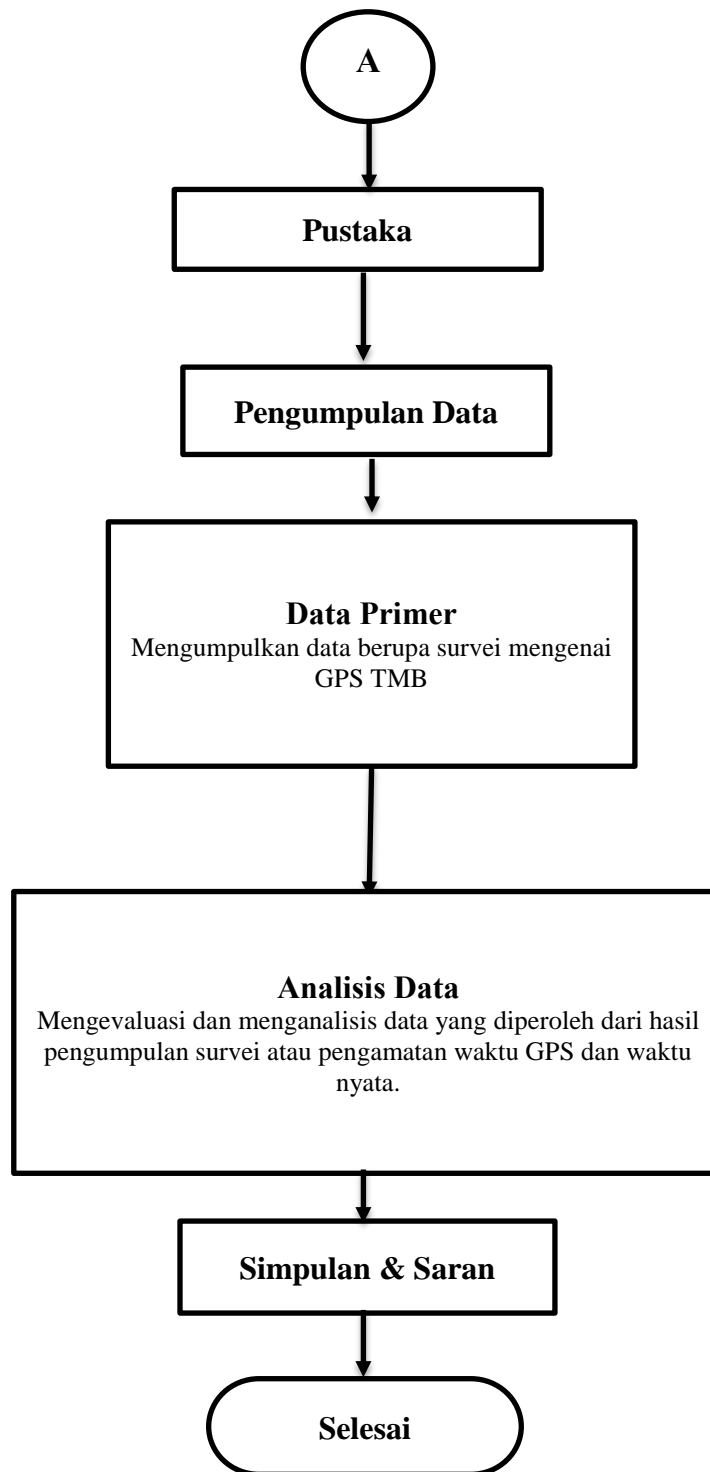 A
Pustaka
Pengumpulan Data
Data Primer
Mengumpulkan data berupa survei mengenai
GPS TMB
Analisis Data
Mengevaluasi dan menganalisis data yang diperoleh dari hasil
pengumpulan survei atau pengamatan waktu GPS dan waktu
nyata.
Simpulan & Saran
Selesai